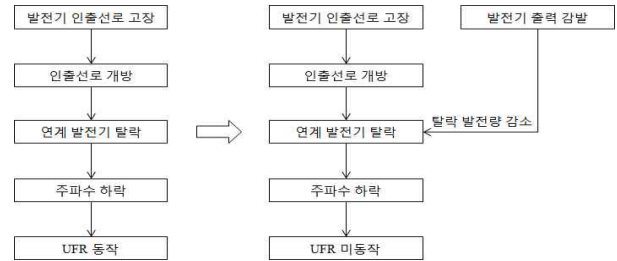 발전기 인출선로 고장
인출선로 개방
연계 발전기 탈락
주파수 하락
UFR 동작
발전기 인출선로 고장
인출선로 개방
연계 발전기 탈락
주파수 하락
UFR 미동작
발전기 출력 감발
탈락 발전량 감소